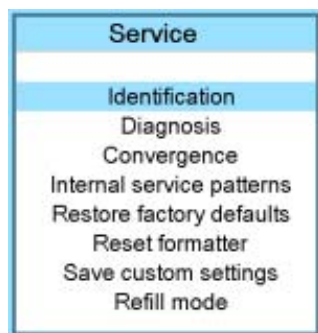 Service
Identification
Diagnosis
Convergence
Internal service patterns
Restore factory defaults
Reset formatter
Save custom settings
Refill mode